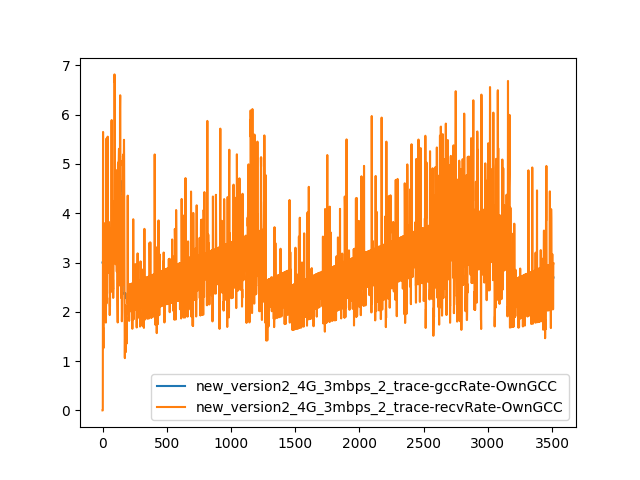 7
6
5
4
3
2
1
0
new_version2_4G_3mbps_2_trace-gccRate-OwnGCC
new_version2_4G_3mbps_2_trace-recvRate-OwnGCC
0 500 1000 1500 2000 2500 3000 3500